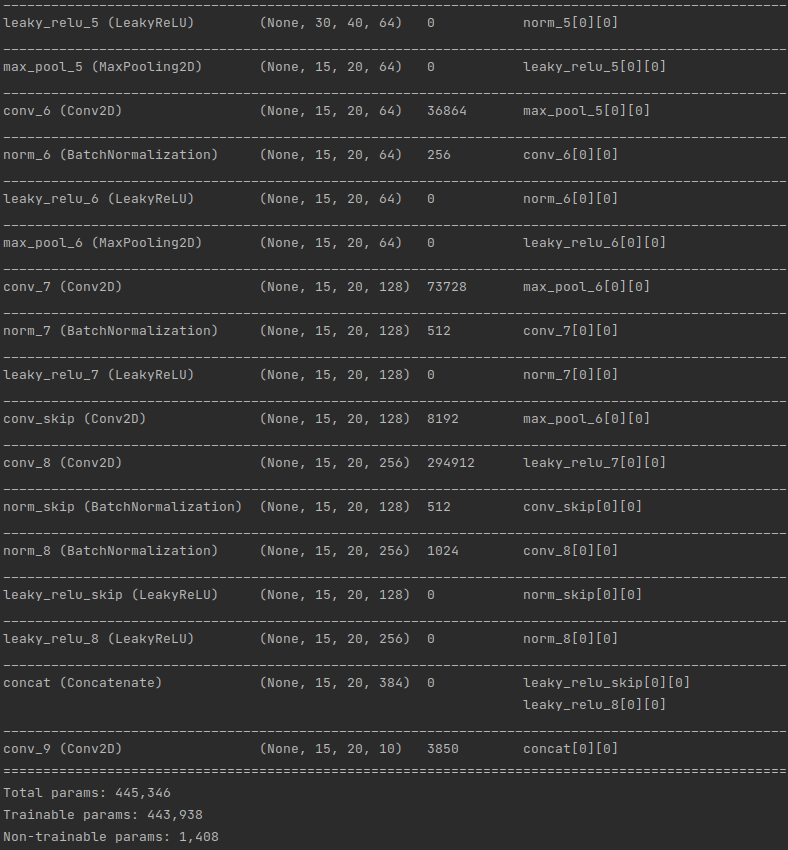 leaky_relu_5 (LeakyReLU) (None, 30, 40, 64) 0 norm_5[0][0]
max_pool_5 (MaxPooling2D) (None, 15, 20, 64) 0 leaky_relu_5[0][0]
conv_6 (Conv2D) (None, 15, 20, 64) 36864 max_pool_5[0][0]
norm_6 (BatchNormalization) (None, 15, 20, 64) 256 conv_6[0][0]
leaky_relu_6 (LeakyReLU) (None, 15, 20, 64) 0 norm_6[0][0]
max_pool_6 (MaxPooling2D) (None, 15, 20, 64) 0 leaky_relu_6[0][0]
conv_7 (Conv2D) (None, 15, 20, 128) 73728 max_pool_6[0][0]
norm_7 (BatchNormalization) (None, 15, 20, 128) 512 conv_7[0][0]
leaky_relu_7 (LeakyReLU) (None, 15, 20, 128) 0 norm_7[0][0]
conv_skip (Conv2D) (None, 15, 20, 128) 8192 max_pool_6[0][0]
conv_8 (Conv2D) (None, 15, 20, 256) 294912 leaky_relu_7[0][0]
norm_skip (BatchNormalization) (None, 15, 20, 128) 512 conv_skip[0][0]
norm_8 (BatchNormalization) (None, 15, 20, 256) 1024 conv_8[0][0]
leaky_relu_skip (LeakyReLU) (None, 15, 20, 128) 0 norm_skip[0][0]
leaky_relu_8 (LeakyReLU) (None, 15, 20, 256) 0 norm_8[0][0]
concat (Concatenate) (None, 15, 20, 384) 0 leaky_relu_skip[0][0]
leaky_relu_8[0][0]
conv_9 (Conv2D) (None, 15, 20, 10) 3850 concat[0][0]
Total params: 445,346
Trainable params: 443,938
Non-trainable params: 1,408